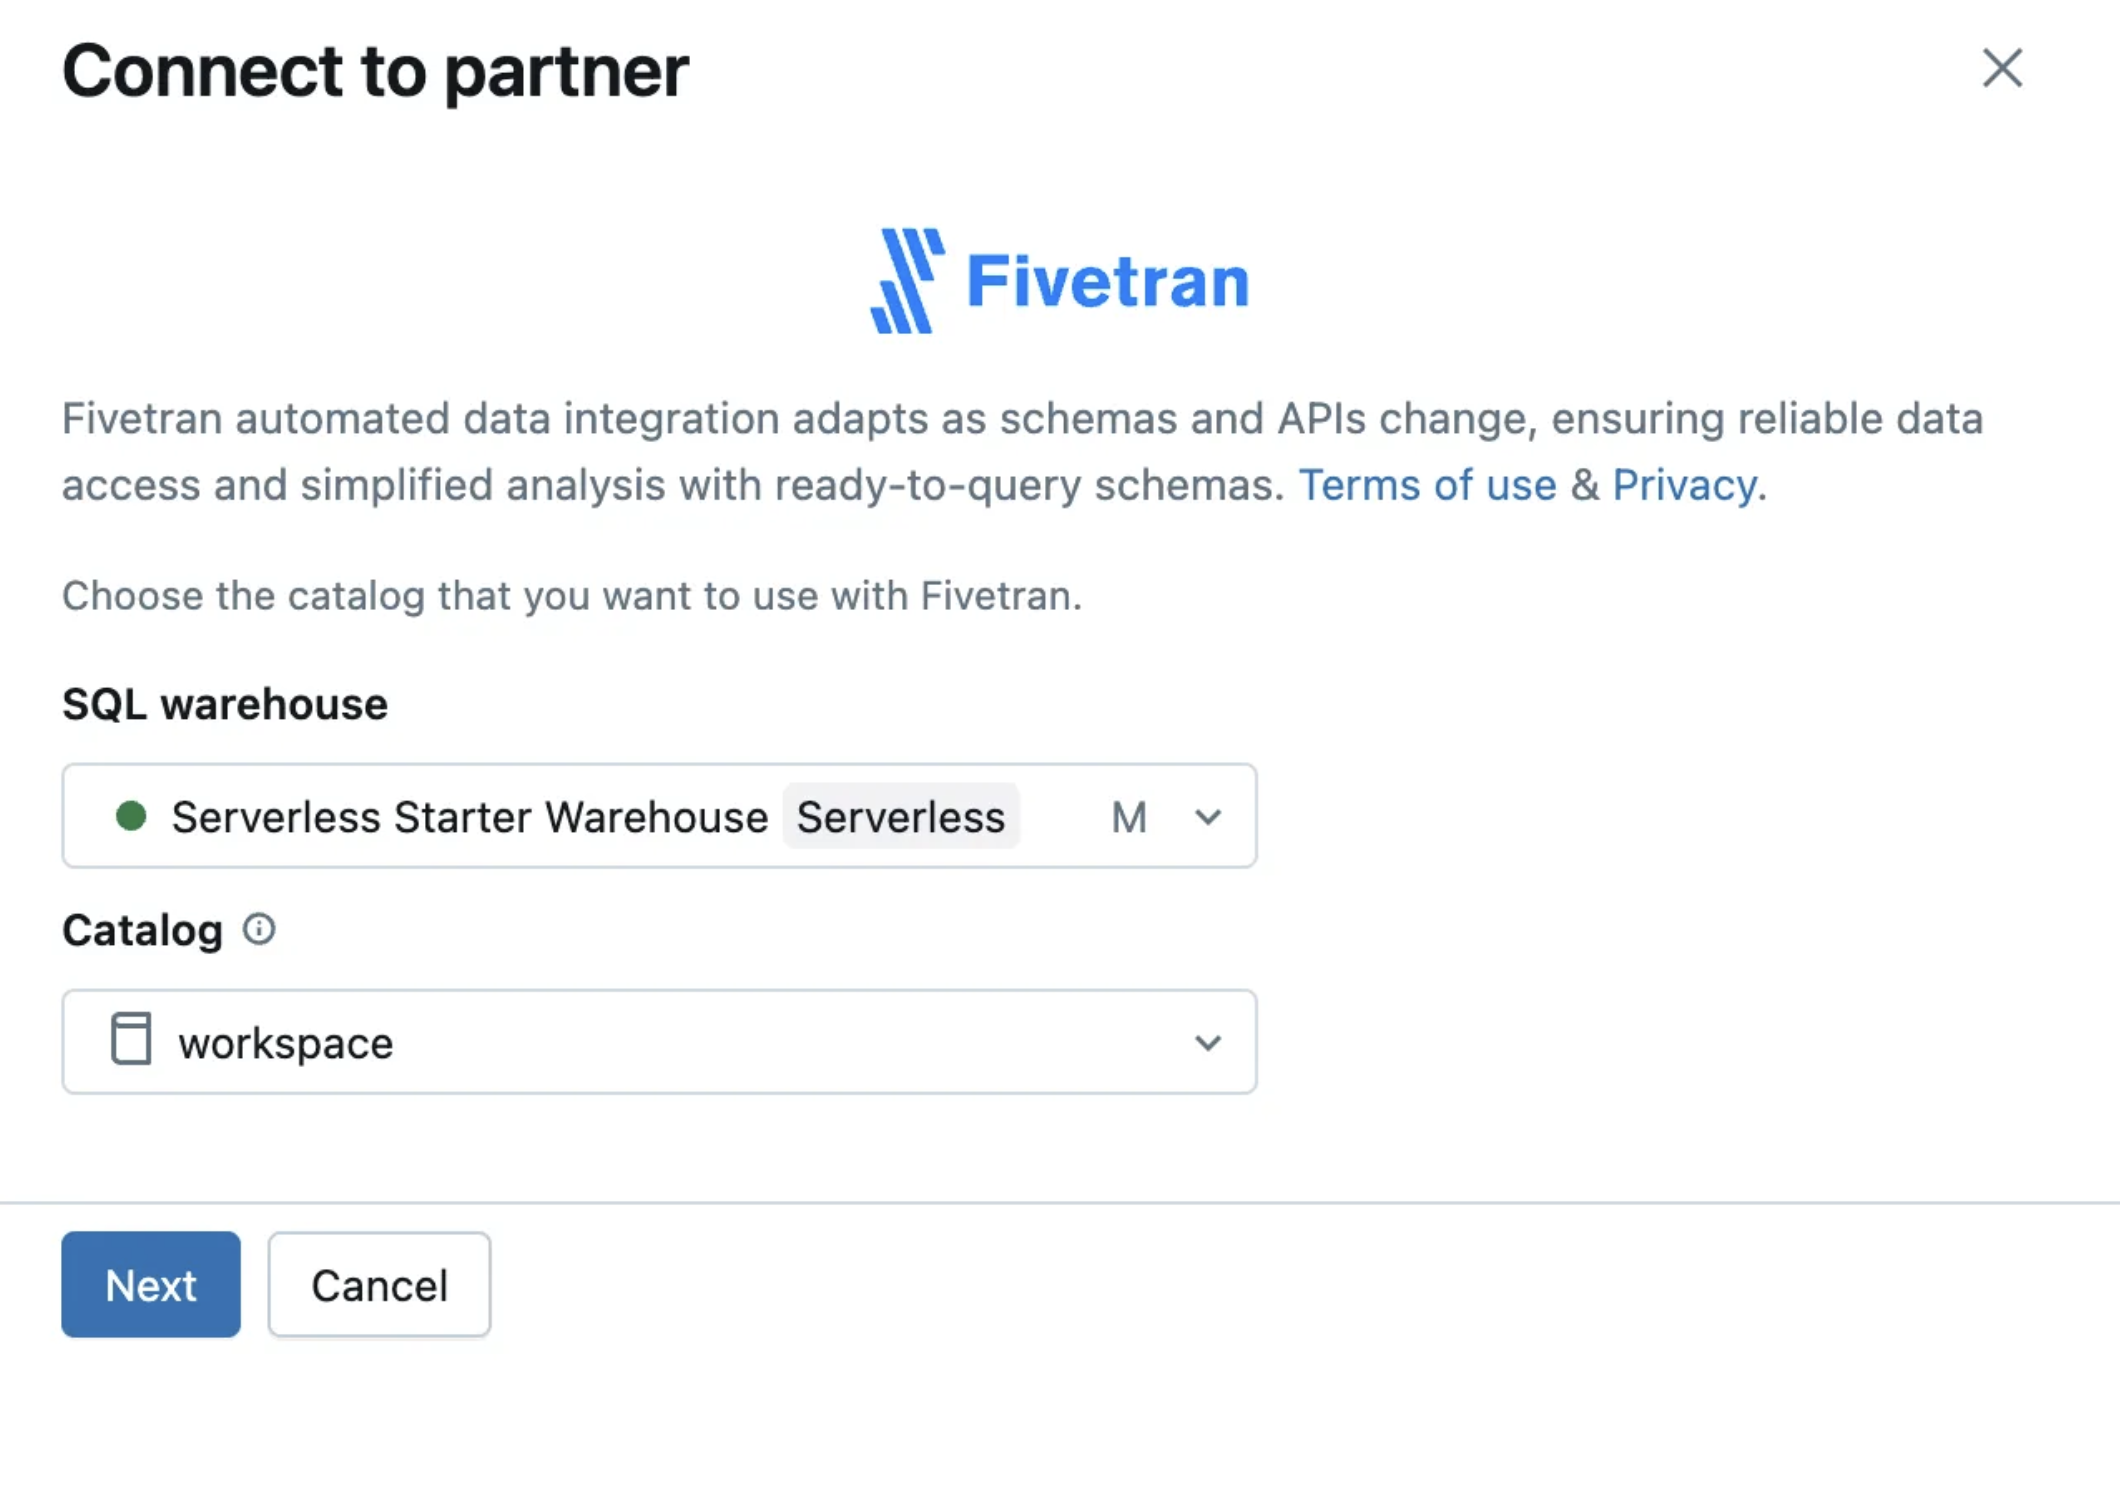 Connect to partner
Fivetran
Fivetran automated data integration adapts as schemas and APIs change, ensuring reliable data
access and simplified analysis with ready-to-query schemas. Terms of use & Privacy.
Choose the catalog that you want to use with Fivetran.
SQL warehouse
Serverless Starter Warehouse Serverless M
Catalog
workspace
Next Cancel